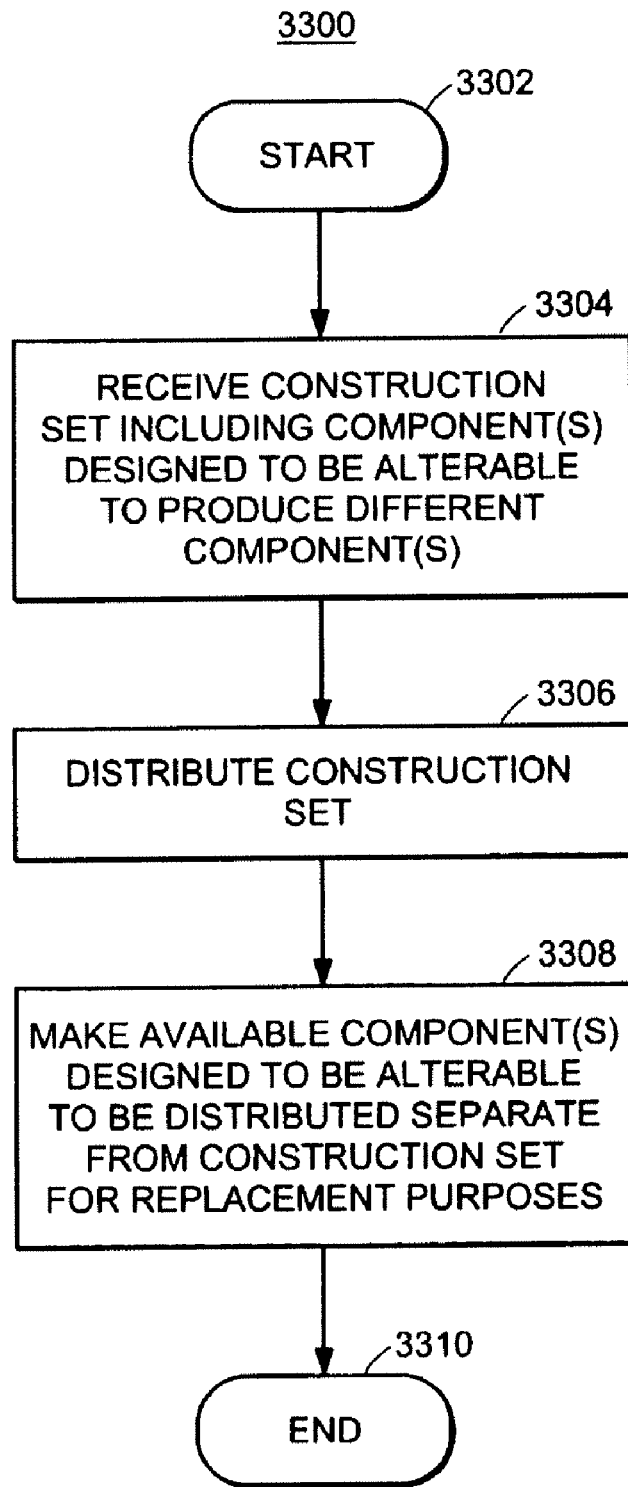 3300
3302
START
3304
RECEIVE CONSTRUCTION
SET INCLUDING COMPONENT(S)
DESIGNED TO BE ALTERABLE
TO PRODUCE DIFFERENT
COMPONENT(S)
3306
DISTRIBUTE CONSTRUCTION
SET
3308
MAKE AVAILABLE COMPONENT(S)
DESIGNED TO BE ALTERABLE
TO BE DISTRIBUTED SEPARATE
FROM CONSTRUCTION SET
FOR REPLACEMENT PURPOSES
3310
END